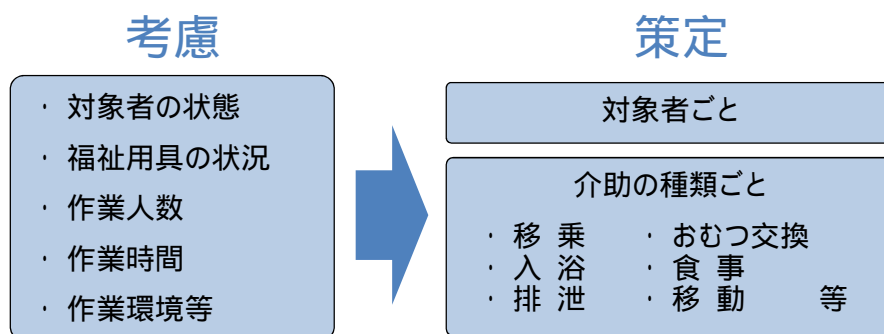 考慮
・ 対象者の状態
・ 福祉用具の状況
・ 作業人数
・ 作業時間
・ 作業環境等
策定
対象者ごと
介助の種類ごと
・ 移 乗 ・ おむつ交換
・ 入 浴 ・ 食 事
・ 排 泄 ・ 移 動 等